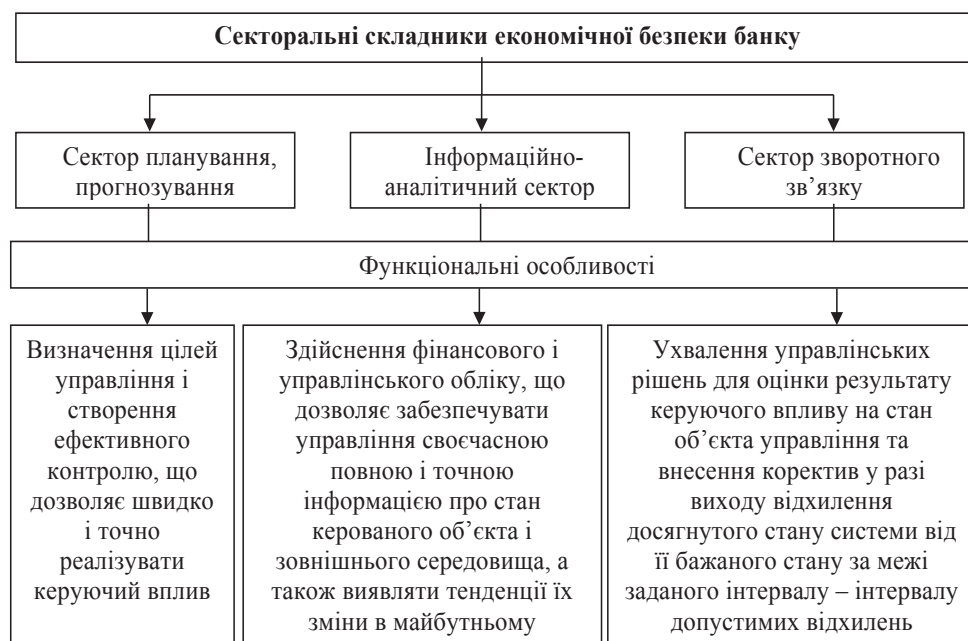 Секторальні складники економічної безпеки банку
Сектор планування,
прогнозування
Інформаційно-
аналітичний сектор
Сектор зворотного
зв’язку
Функціональні особливості
Визначення цілей
управління і
створення
ефективного
контролю, що
дозволяє швидко
і точно
реалізувати
керуючий вплив
Здійснення фінансового і
управлінського обліку, що
дозволяє забезпечувати
управління своєчасною
повною і точною
інформацією про стан
керованого об’єкта і
зовнішнього середовища, а
також виявляти тенденції їх
зміни в майбутньому
Ухвалення управлінських
рішень для оцінки результату
керуючого впливу на стан
об’єкта управління та
внесення коректив у разі
виходу відхилення
досягнутого стану системи від
її бажаного стану за межі
заданого інтервалу – інтервалу
допустимих відхилень